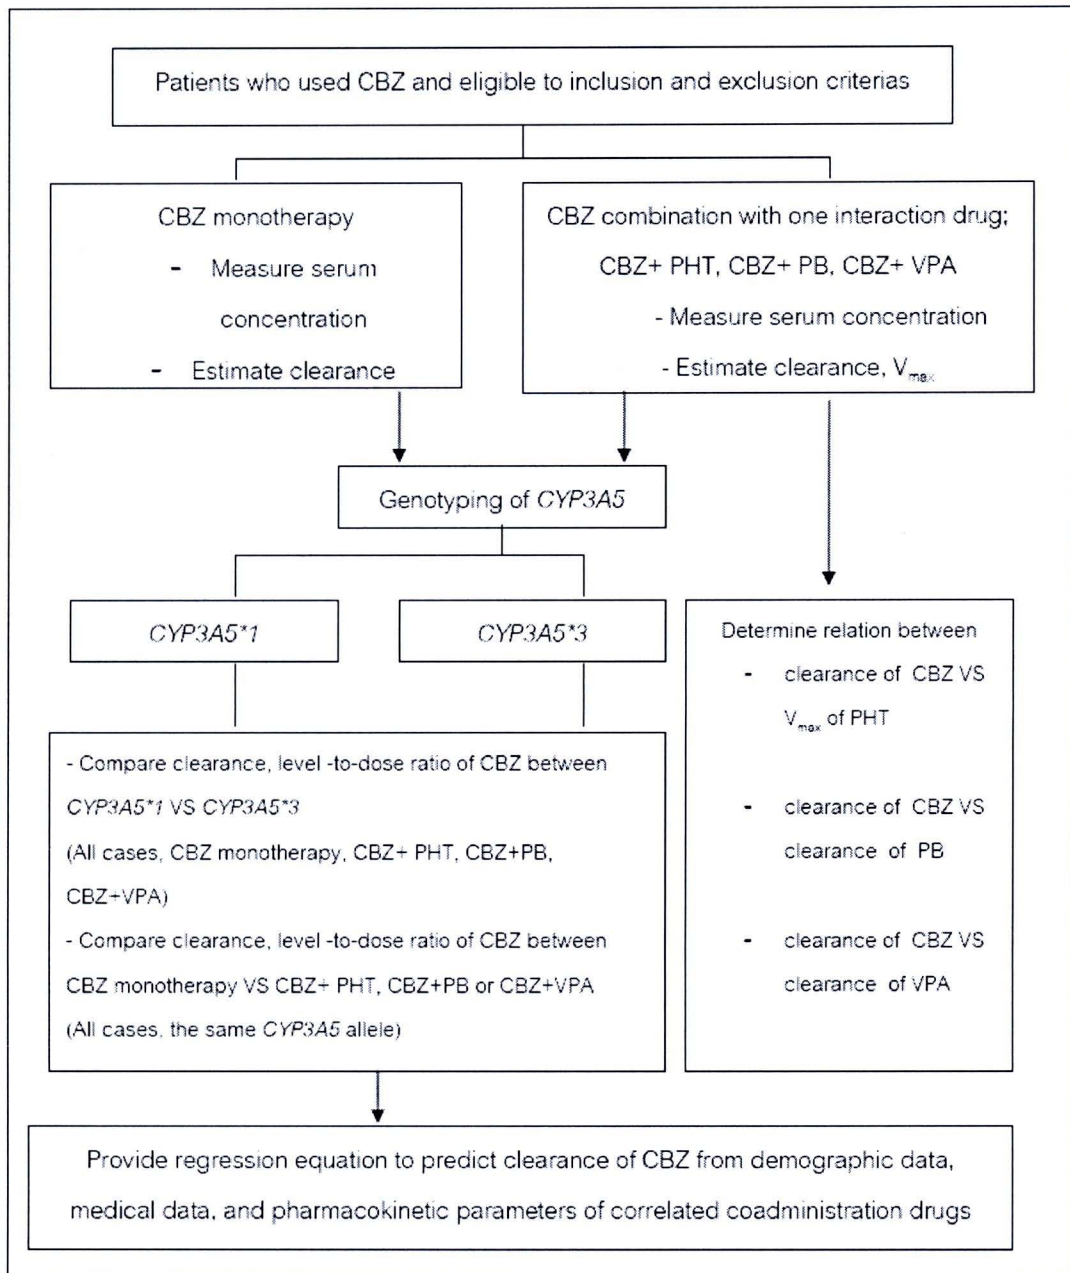 Patients who used CBZ and eligible to inclusion and exclusion criterias
CBZ monotherapy
- Measure serum
concentration
- Estimate clearance
CBZ combination with one interaction drug;
CBZ+ PHT, CBZ+ PB, CBZ+ VPA
- Measure serum concentration
- Estimate clearance, Vmax
Genotyping of CYP3A5
CYP3A5*1
CYP3A5*3
- Compare clearance, level -to-dose ratio of CBZ between
CYP3A5*1 VS CYP3A5*3
(All cases, CBZ monotherapy, CBZ+ PHT, CBZ+PB,
CBZ+VPA)
- Compare clearance, level -to-dose ratio of CBZ between
CBZ monotherapy VS CBZ+ PHT, CBZ+PB or CBZ+VPA
(All cases, the same CYP3A5 allele)
Determine relation between
- clearance of CBZ VS
Vmax of PHT
- clearance of CBZ VS
clearance of PB
- clearance of CBZ VS
clearance of VPA
Provide regression equation to predict clearance of CBZ from demographic data,
medical data, and pharmacokinetic parameters of correlated coadministration drugs